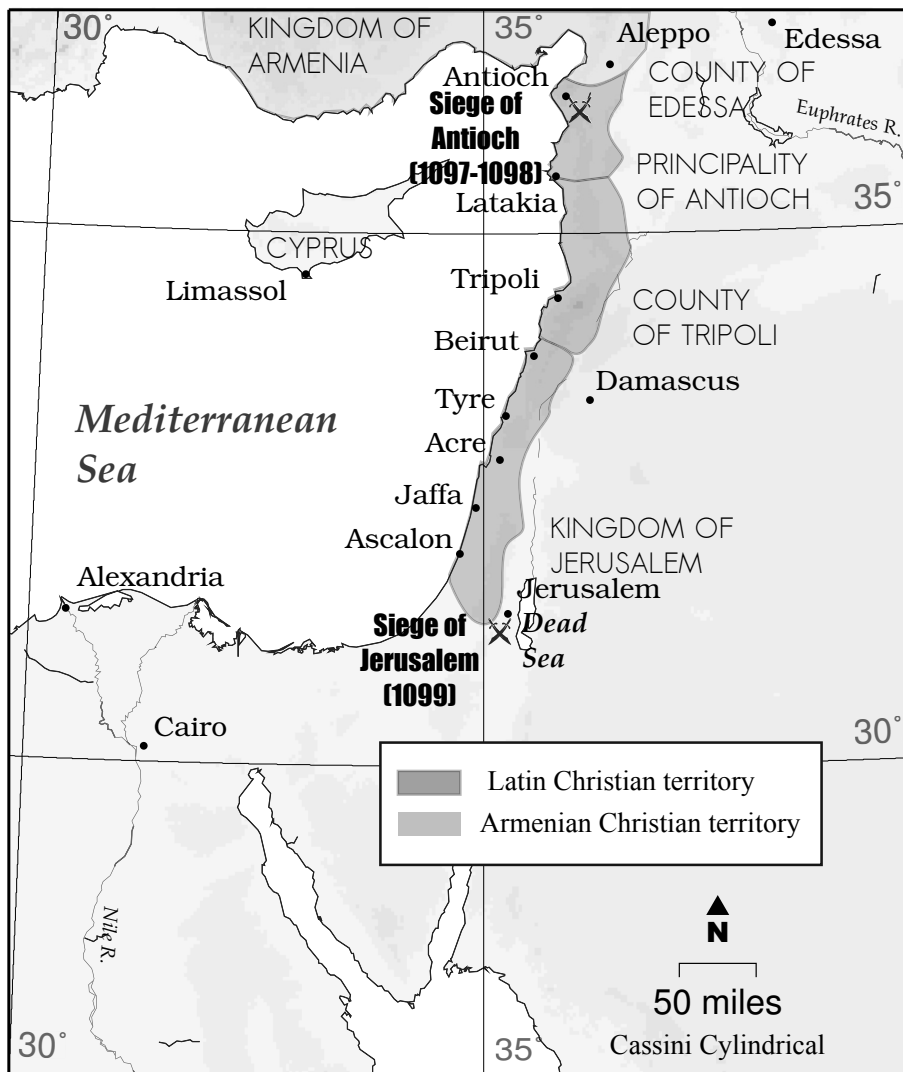 30°
KINGDOM OF
ARMENIA
35°
Aleppo
Edessa
Antioch
COUNTY OF
EDESSA
Siege of
Antioch
(1097-1098)
Euphrates R.
PRINCIPALITY
OF ANTIOCH
35°
Latakia
CYPRUS
Limassol
Tripoli
COUNTY
OF TRIPOLI
Beirut
Damascus
Tyre
Mediterranean
Sea
Acre
Jaffa
Ascalon
KINGDOM OF
JERUSALEM
Alexandria
Jerusalem
Dead
Sea
Siege of
Jerusalem
(1099)
Cairo
30°
Latin Christian territory
Armenian Christian territory
Nile R.
N
50 miles
Cassini Cylindrical
30°
35°